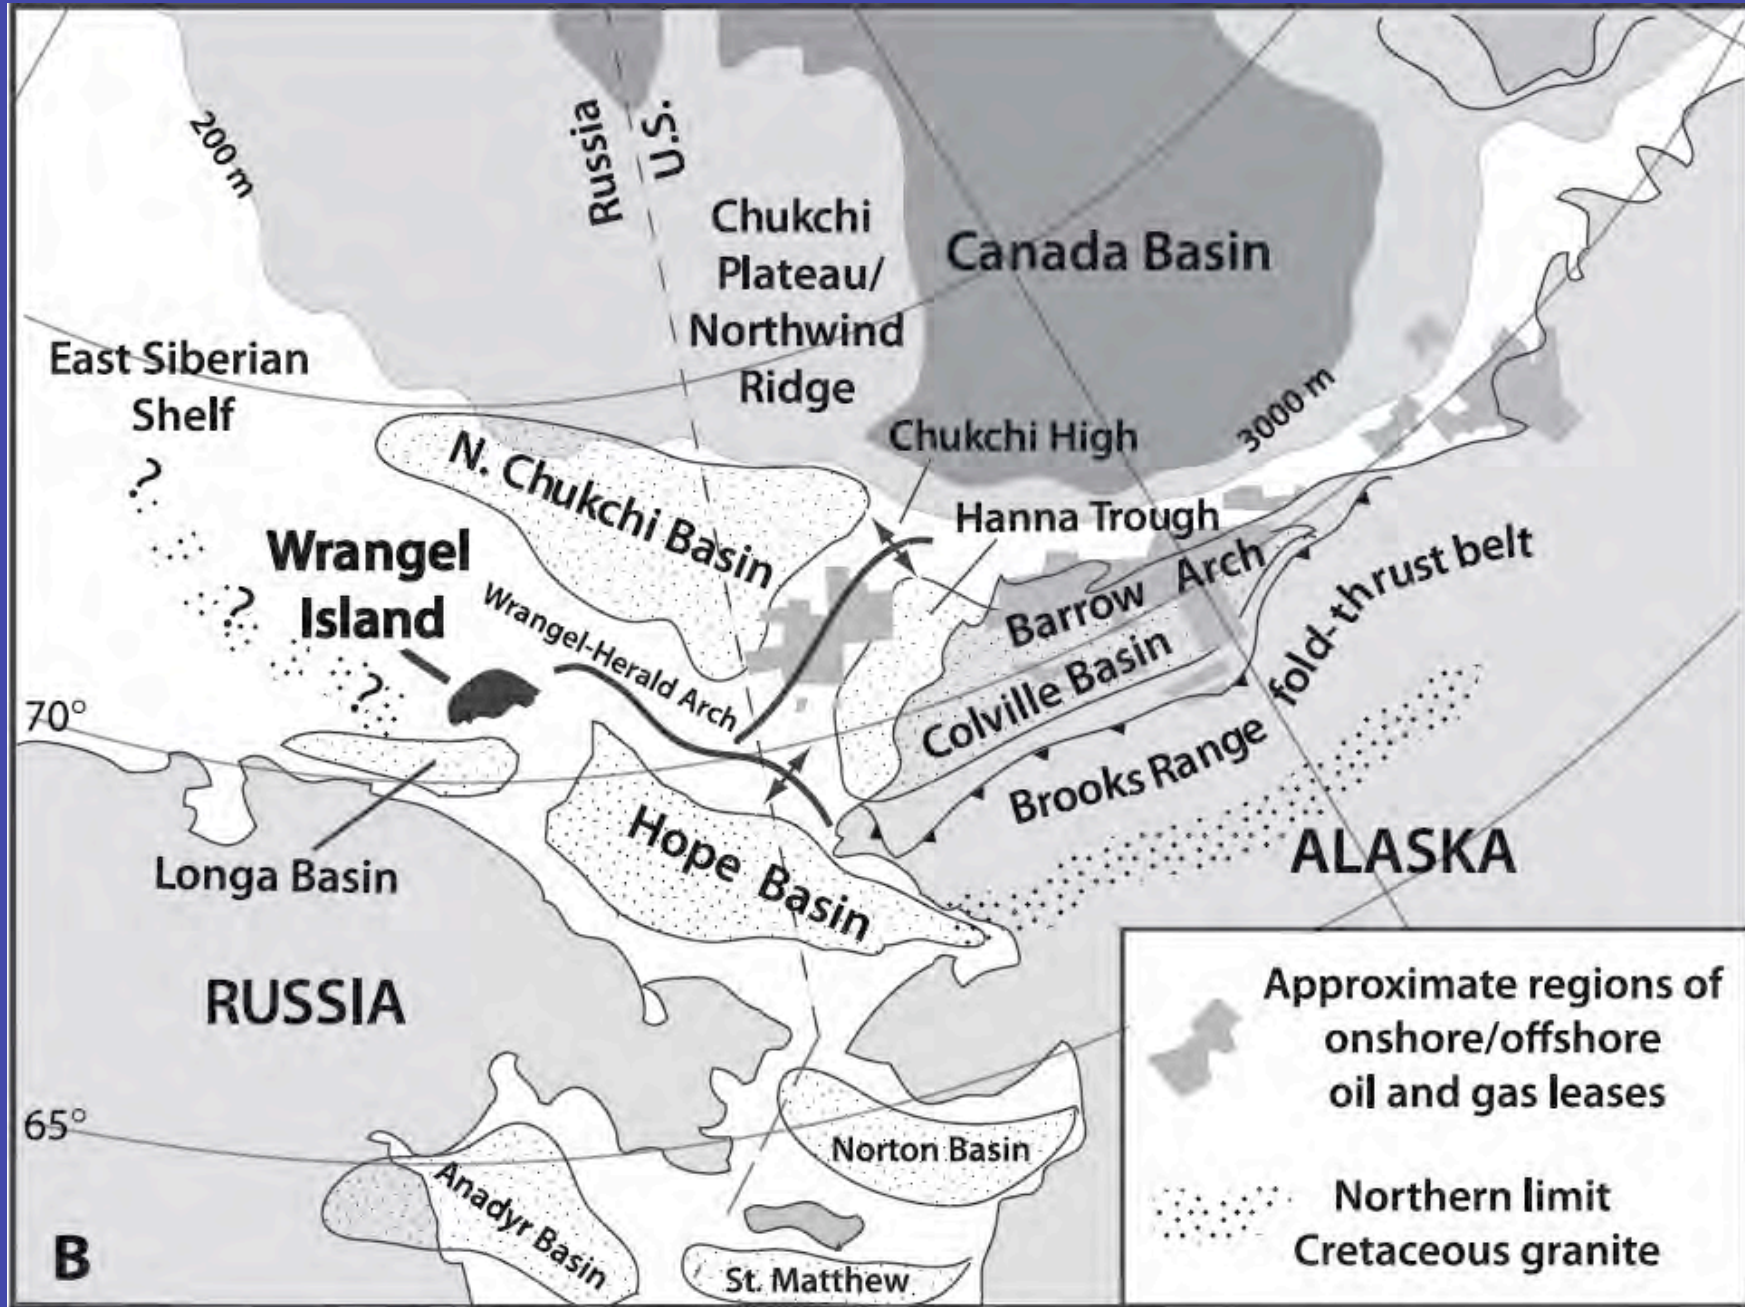 200 m
Russia
U.S.
Chukchi
Plateau/
Northwind
Ridge
Canada Basin
East Siberian
Shelf
?
?
?
3000 m
Chukchi High
N. Chukchi Basin
Hanna Trough
Wrangel
Island
Wrangel-Herald Arch
Barrow Arch
Colville Basin
Brooks Range fold-thrust belt
70°
Hope Basin
ALASKA
Longa Basin
RUSSIA
65°
Norton Basin
Anadyr Basin
St. Matthew
B
Approximate regions of
onshore/offshore
oil and gas leases
Northern limit
Cretaceous granite